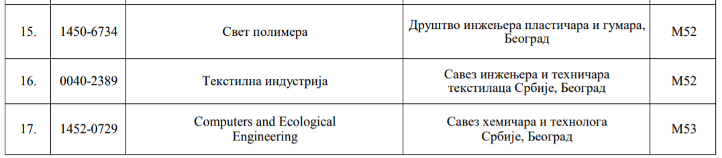 15. 1450-6734 Свет полимера Друштво инжењера пластичара и гумара, Београд M52
16. 0040-2389 Текстилна индустрија Савез инжењера и техничара текстилаца Србије, Београд M52
17. 1452-0729 Computers and Ecological Engineering Савез хемичара и технолога Србије, Београд M53